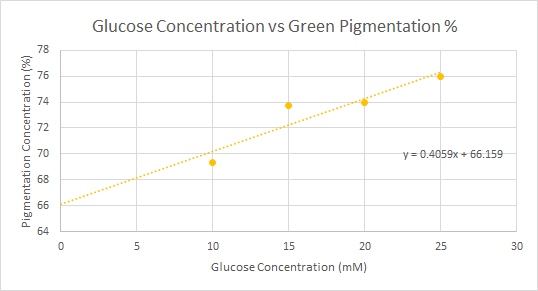 Glucose Concentration vs Green Pigmentation %
Pigmentation Concentration (%)
78
76
74
72
70
68
66
64
y = 0.4059x + 66.159
0 5 10 15 20 25 30
Glucose Concentration (mM)